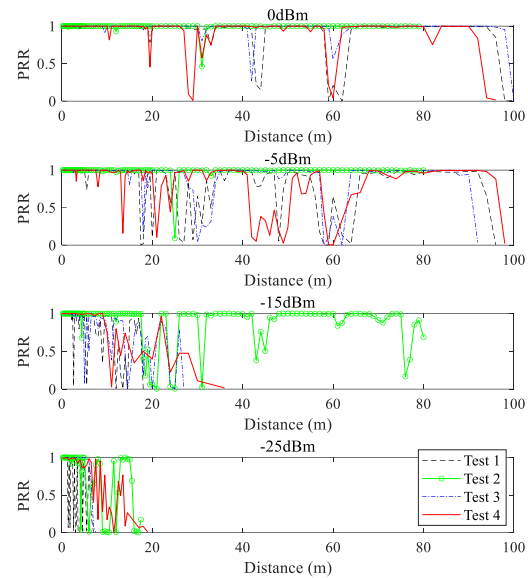 0dBm
1
0.5
0
PRR
0 20 40 60 80 100
Distance (m)
-5dBm
1
0.5
0
PRR
0 20 40 60 80 100
Distance (m)
-15dBm
1
0.5
0
PRR
0 20 40 60 80 100
Distance (m)
-25dBm
1
0.5
0
PRR
0 20 40 60 80 100
Distance (m)
Test 1
Test 2
Test 3
Test 4